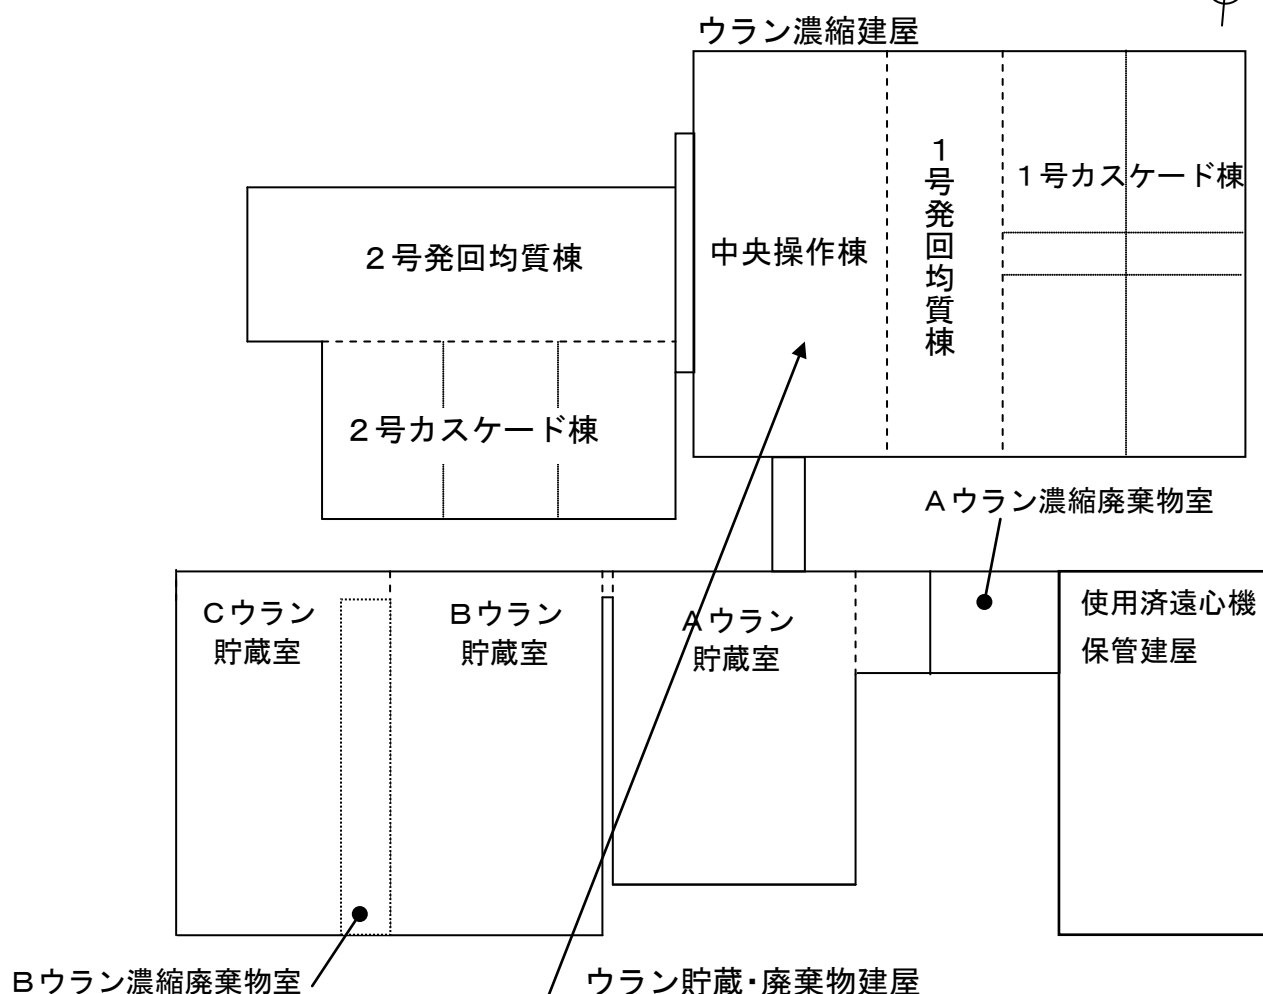 ウラン濃縮建屋
1号発回均質棟
1号カスケード棟
2号発回均質棟
中央操作棟
2号カスケード棟
Aウラン濃縮廃棄物室
Cウラン
貯蔵室
Bウラン
貯蔵室
Aウラン
貯蔵室
使用済遠心機
保管建屋
Bウラン濃縮廃棄物室
ウラン貯蔵・廃棄物建屋